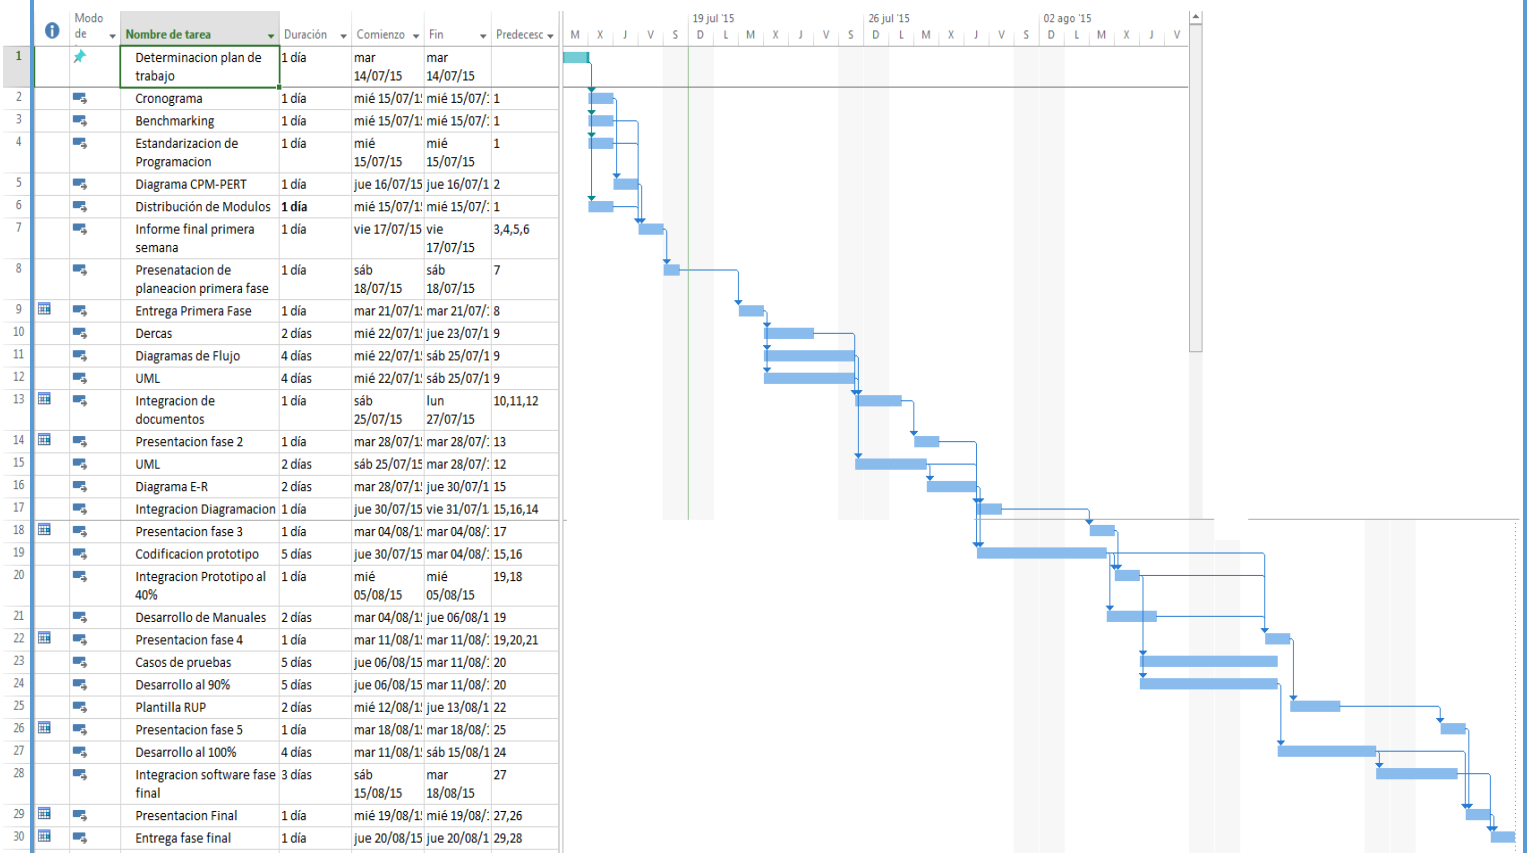 19 jul '15 26 jul '15 02 ago '15
Modo de Nombre de tarea Duración Comienzo Fin Predecesc M X J V S D L M X J V S D L M X J V S D L M X J V
1 Determinacion plan de trabajo 1 día mar 14/07/15 mar 14/07/15
2 Cronograma 1 día mié 15/07/1 mié 15/07/ 1
3 Benchmarking 1 día mié 15/07/1 mié 15/07/ 1
4 Estandarizacion de Programacion 1 día mié 15/07/15 mié 15/07/15 1
5 Diagrama CPM-PERT 1 día jue 16/07/15 jue 16/07/1 2
6 Distribución de Modulos 1 día mié 15/07/1 mié 15/07/ 1
7 Informe final primera semana 1 día vie 17/07/15 vie 17/07/15 3,4,5,6
8 Presenatacion de planeacion primera fase 1 día sáb 18/07/15 sáb 18/07/15 7
9 Entrega Primera Fase 1 día mar 21/07/1 mar 21/07/ 8
10 Dercas 2 días mié 22/07/1 jue 23/07/1 9
11 Diagramas de Flujo 4 días mié 22/07/1 sáb 25/07/1 9
12 UML 4 días mié 22/07/1 sáb 25/07/1 9
13 Integracion de documentos 1 día sáb 25/07/15 lun 27/07/15 10,11,12
14 Presentacion fase 2 1 día mar 28/07/1 mar 28/07/ 13
15 UML 2 días sáb 25/07/15 mar 28/07/ 12
16 Diagrama E-R 2 días mar 28/07/1 jue 30/07/1 15
17 Integracion Diagramacion 1 día jue 30/07/15 vie 31/07/1 15,16,14
18 Presentacion fase 3 1 día mar 04/08/1 mar 04/08/ 17
19 Codificacion prototipo 5 días jue 30/07/15 mar 04/08/ 15,16
20 Integracion Prototipo al 40% 1 día mié 05/08/15 mié 05/08/15 19,18
21 Desarrollo de Manuales 2 días mar 04/08/1 jue 06/08/1 19
22 Presentacion fase 4 1 día mar 11/08/1 mar 11/08/ 19,20,21
23 Casos de pruebas 5 días jue 06/08/15 mar 11/08/ 20
24 Desarrollo al 90% 5 días jue 06/08/15 mar 11/08/ 20
25 Plantilla RUP 2 días mié 12/08/1 jue 13/08/1 22
26 Presentacion fase 5 1 día mar 18/08/1 mar 18/08/ 25
27 Desarrollo al 100% 4 días mar 11/08/1 sáb 15/08/1 24
28 Integracion software fase final 3 días sáb 15/08/15 mar 18/08/15 27
29 Presentacion Final 1 día mié 19/08/1 mié 19/08/ 27,26
30 Entrega fase final 1 día jue 20/08/15 jue 20/08/1 29,28